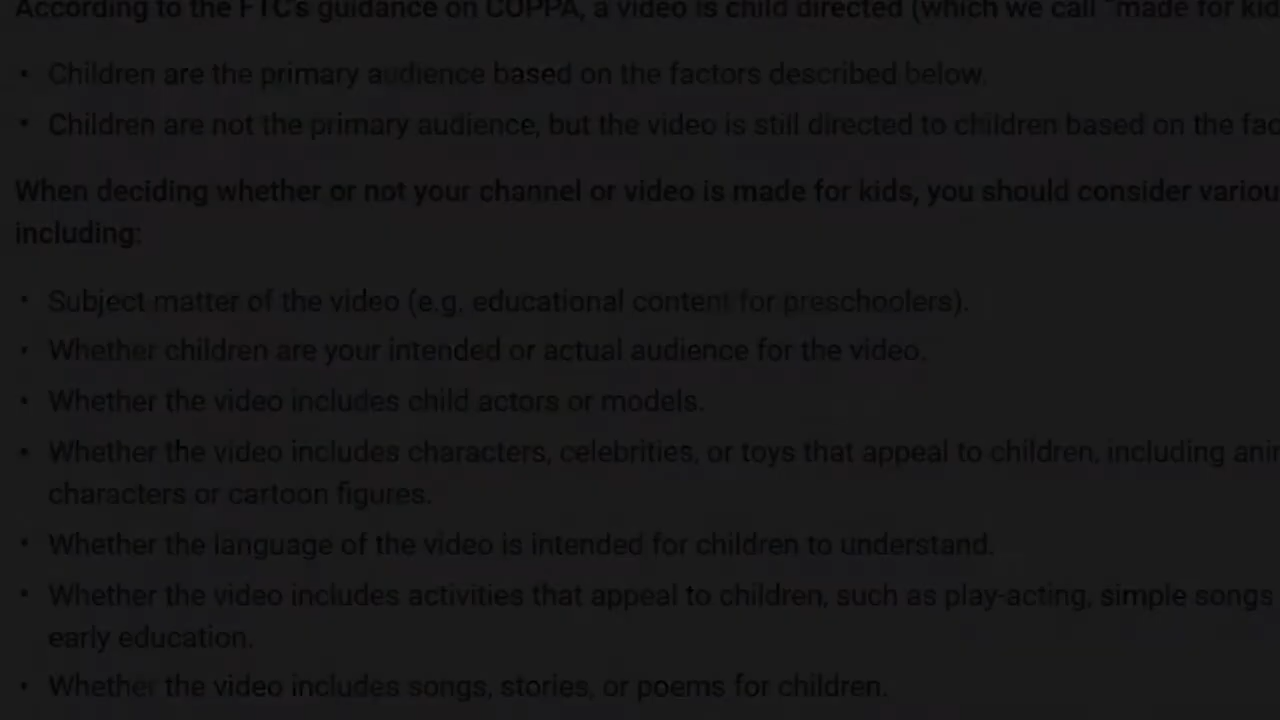 According to the FTC's guidance on COPPA, a video is child directed (which we call "made for kid
• Children are the primary audience based on the factors described below.
• Children are not the primary audience, but the video is still directed to children based on the fac
When deciding whether or not your channel or video is made for kids, you should consider variou
including:
• Subject matter of the video (e.g. educational content for preschoolers).
• Whether children are your intended or actual audience for the video.
• Whether the video includes child actors or models.
• Whether the video includes characters, celebrities, or toys that appeal to children, including ani
characters or cartoon figures.
• Whether the language of the video is intended for children to understand.
• Whether the video includes activities that appeal to children, such as play-acting, simple songs
early education.
• Whether the video includes songs, stories, or poems for children.